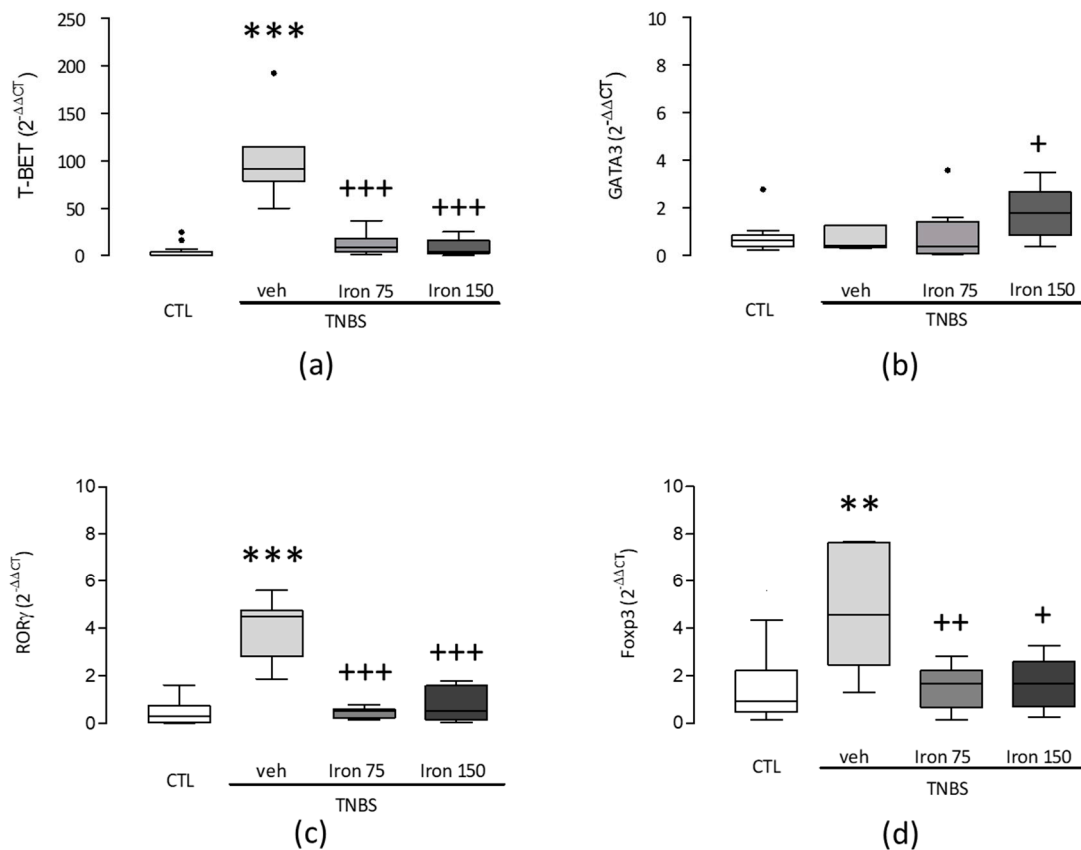 250
200
150
100
50
0
T-BET (2^-ΔΔCT)
***
+++
+++
CTL
veh
Iron 75
Iron 150
TNBS
(a)
10
8
6
4
2
0
GATA3 (2^-ΔΔCT)
+
CTL
veh
Iron 75
Iron 150
TNBS
(b)
10
8
6
4
2
0
RORγ (2^-ΔΔCT)
***
+++
+++
CTL
veh
Iron 75
Iron 150
TNBS
(c)
10
8
6
4
2
0
Foxp3 (2^-ΔΔCT)
**
++
+
CTL
veh
Iron 75
Iron 150
TNBS
(d)